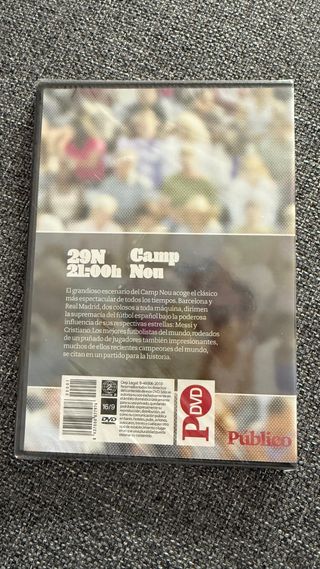 29N Camp
21:00h Nou
El grandioso escenario del Camp Nou acoge el clásico
más espectacular de todos los tiempos. Barcelona y
Real Madrid, dos colosos a toda máquina, dirimen
la supremacía del fútbol español bajo la poderosa
influencia de sus respectivas estrellas: Messi y
Cristiano. Los mejores futbolistas del mundo, rodeados
de un puñado de jugadores también impresionantes,
muchos de ellos recientes campeones del mundo,
se citan en un partido para la historia.
16/9
DVD
P DVD
Público